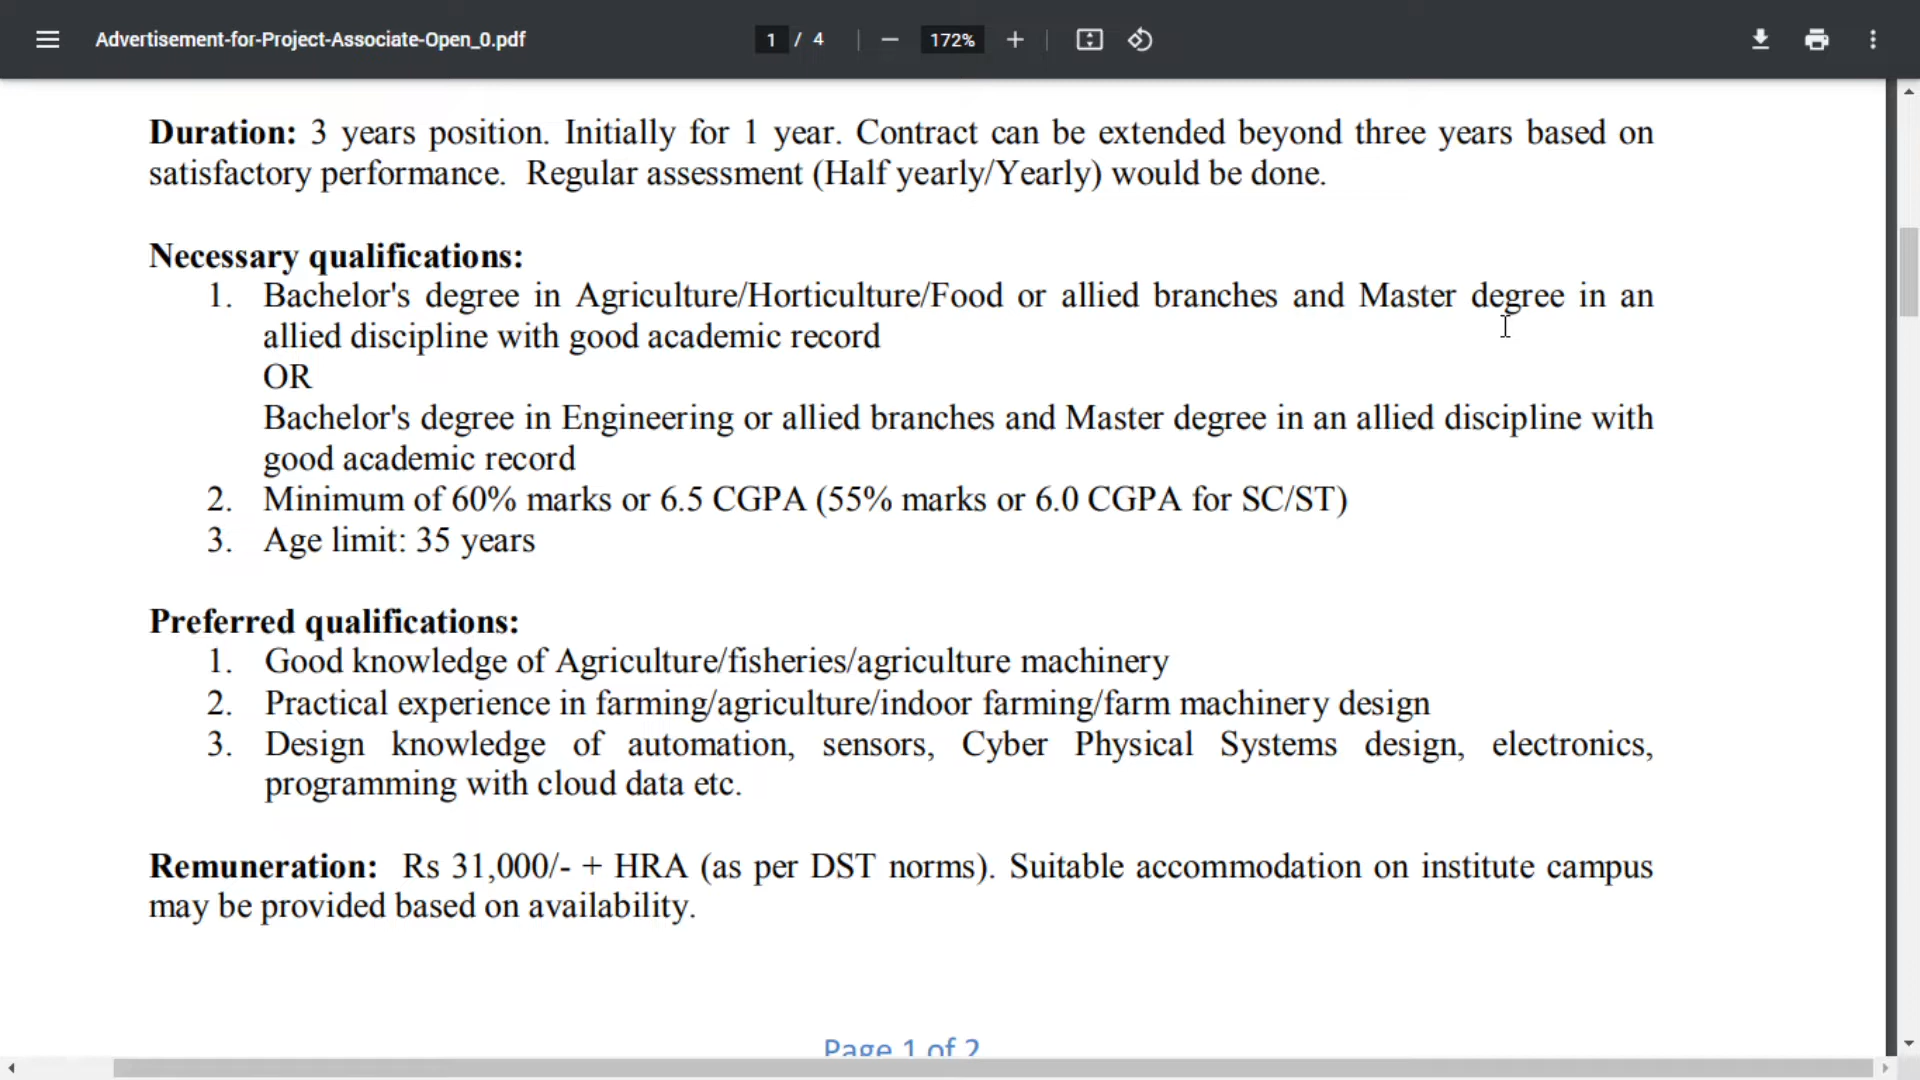 Advertisement-for-Project-Associate-Open_0.pdf
1 / 4
172%
Duration: 3 years position. Initially for 1 year. Contract can be extended beyond three years based on
satisfactory performance. Regular assessment (Half yearly/Yearly) would be done.
Necessary qualifications:
1. Bachelor's degree in Agriculture/Horticulture/Food or allied branches and Master degree in an
allied discipline with good academic record
OR
Bachelor's degree in Engineering or allied branches and Master degree in an allied discipline with
good academic record
2. Minimum of 60% marks or 6.5 CGPA (55% marks or 6.0 CGPA for SC/ST)
3. Age limit: 35 years
Preferred qualifications:
1. Good knowledge of Agriculture/fisheries/agriculture machinery
2. Practical experience in farming/agriculture/indoor farming/farm machinery design
3. Design knowledge of automation, sensors, Cyber Physical Systems design, electronics,
programming with cloud data etc.
Remuneration: Rs 31,000/- + HRA (as per DST norms). Suitable accommodation on institute campus
may be provided based on availability.
Page 1 of 2